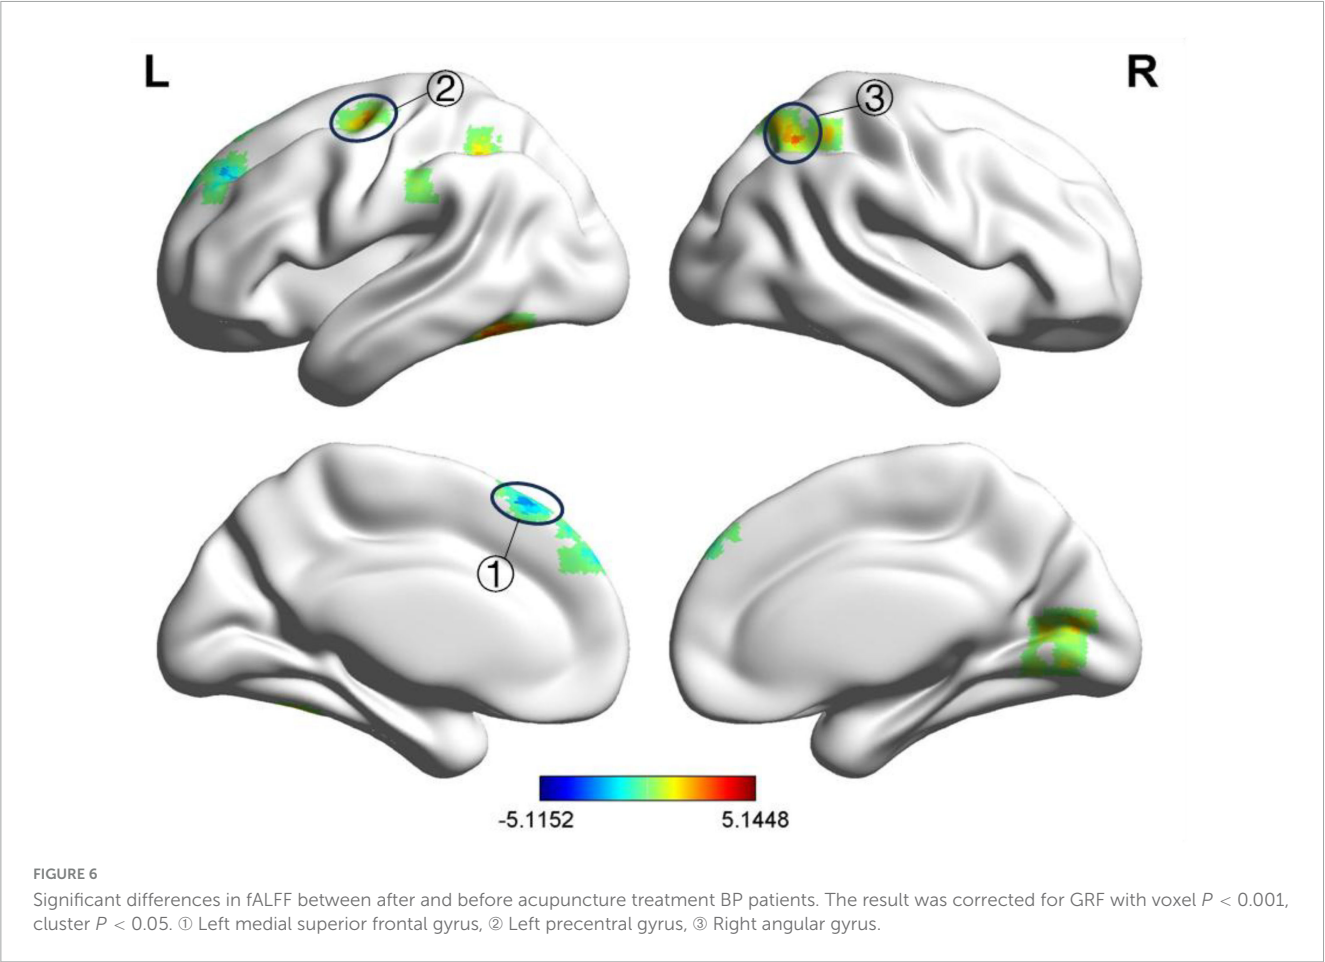 L
R
②
③
①
-5.1152 5.1448
FIGURE 6
Significant differences in fALFF between after and before acupuncture treatment BP patients. The result was corrected for GRF with voxel P < 0.001,
cluster P < 0.05. ① Left medial superior frontal gyrus, ② Left precentral gyrus, ③ Right angular gyrus.